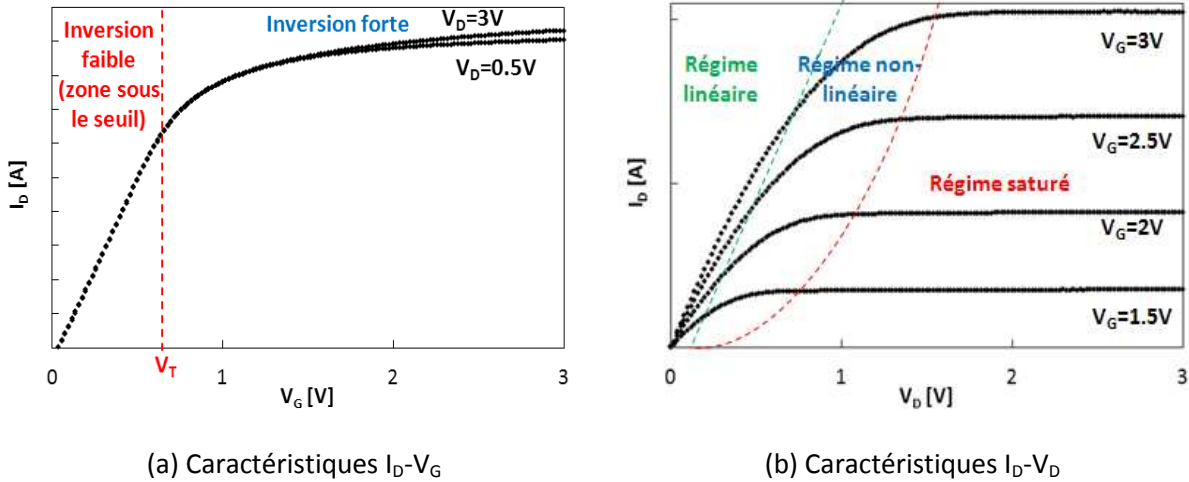 Inversion
faible
(zone sous
le seuil)
Inversion forte
V_D=3V
V_D=0.5V
I_D [A]
0
V_T
1
2
3
V_G [V]
(a) Caractéristiques I_D-V_G
Régime
linéaire
Régime non-
linéaire
V_G=3V
V_G=2.5V
Régime saturé
V_G=2V
V_G=1.5V
I_D [A]
0
1
2
3
V_D [V]
(b) Caractéristiques I_D-V_D